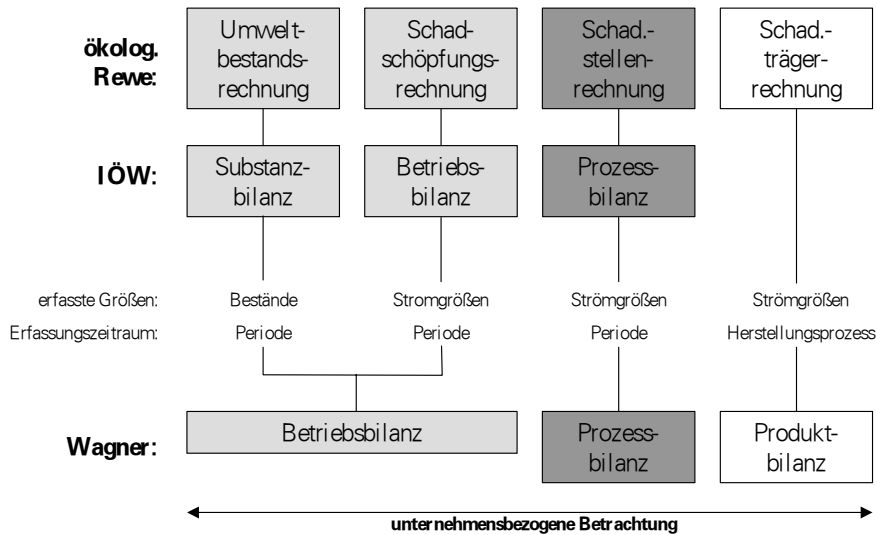 ökolog.
Rewe:
Umwelt-
bestands-
rechnung
Schad-
schöpfungs-
rechnung
Schad.-
stellen-
rechnung
Schad.-
träger-
rechnung
IÖW:
Substanz-
bilanz
Betriebs-
bilanz
Prozess-
bilanz
erfasste Größen: Bestände Stromgrößen Strömgrößen Strömgrößen
Erfassungszeitraum: Periode Periode Periode Herstellungsprozess
Wagner:
Betriebsbilanz
Prozess-
bilanz
Produkt-
bilanz
unternehmensbezogene Betrachtung